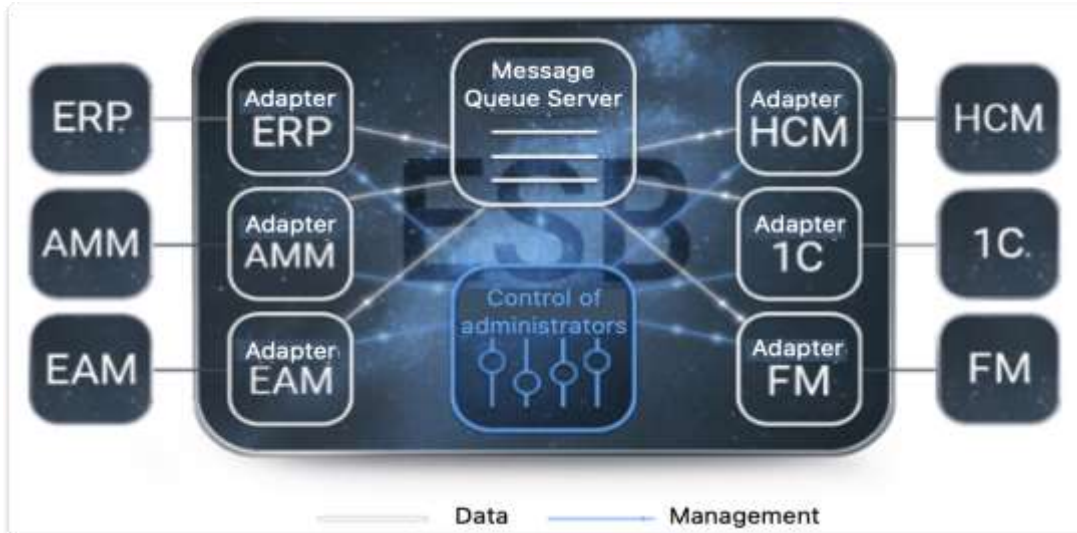 ERP
AMM
EAM
Adapter
ERP
Adapter
AMM
Adapter
EAM
Message
Queue Server
ESB
Control of
administrators
Adapter
HCM
Adapter
1C
Adapter
FM
HCM
1C
FM
Data
Management